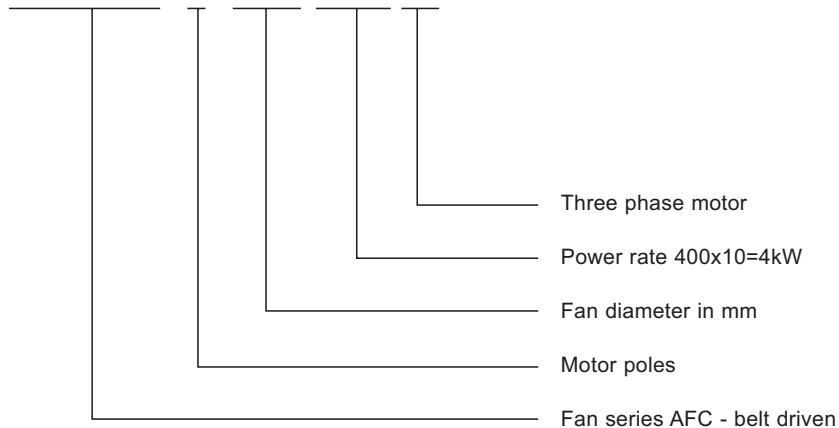 Three phase motor
Power rate 400x10=4kW
Fan diameter in mm
Motor poles
Fan series AFC - belt driven